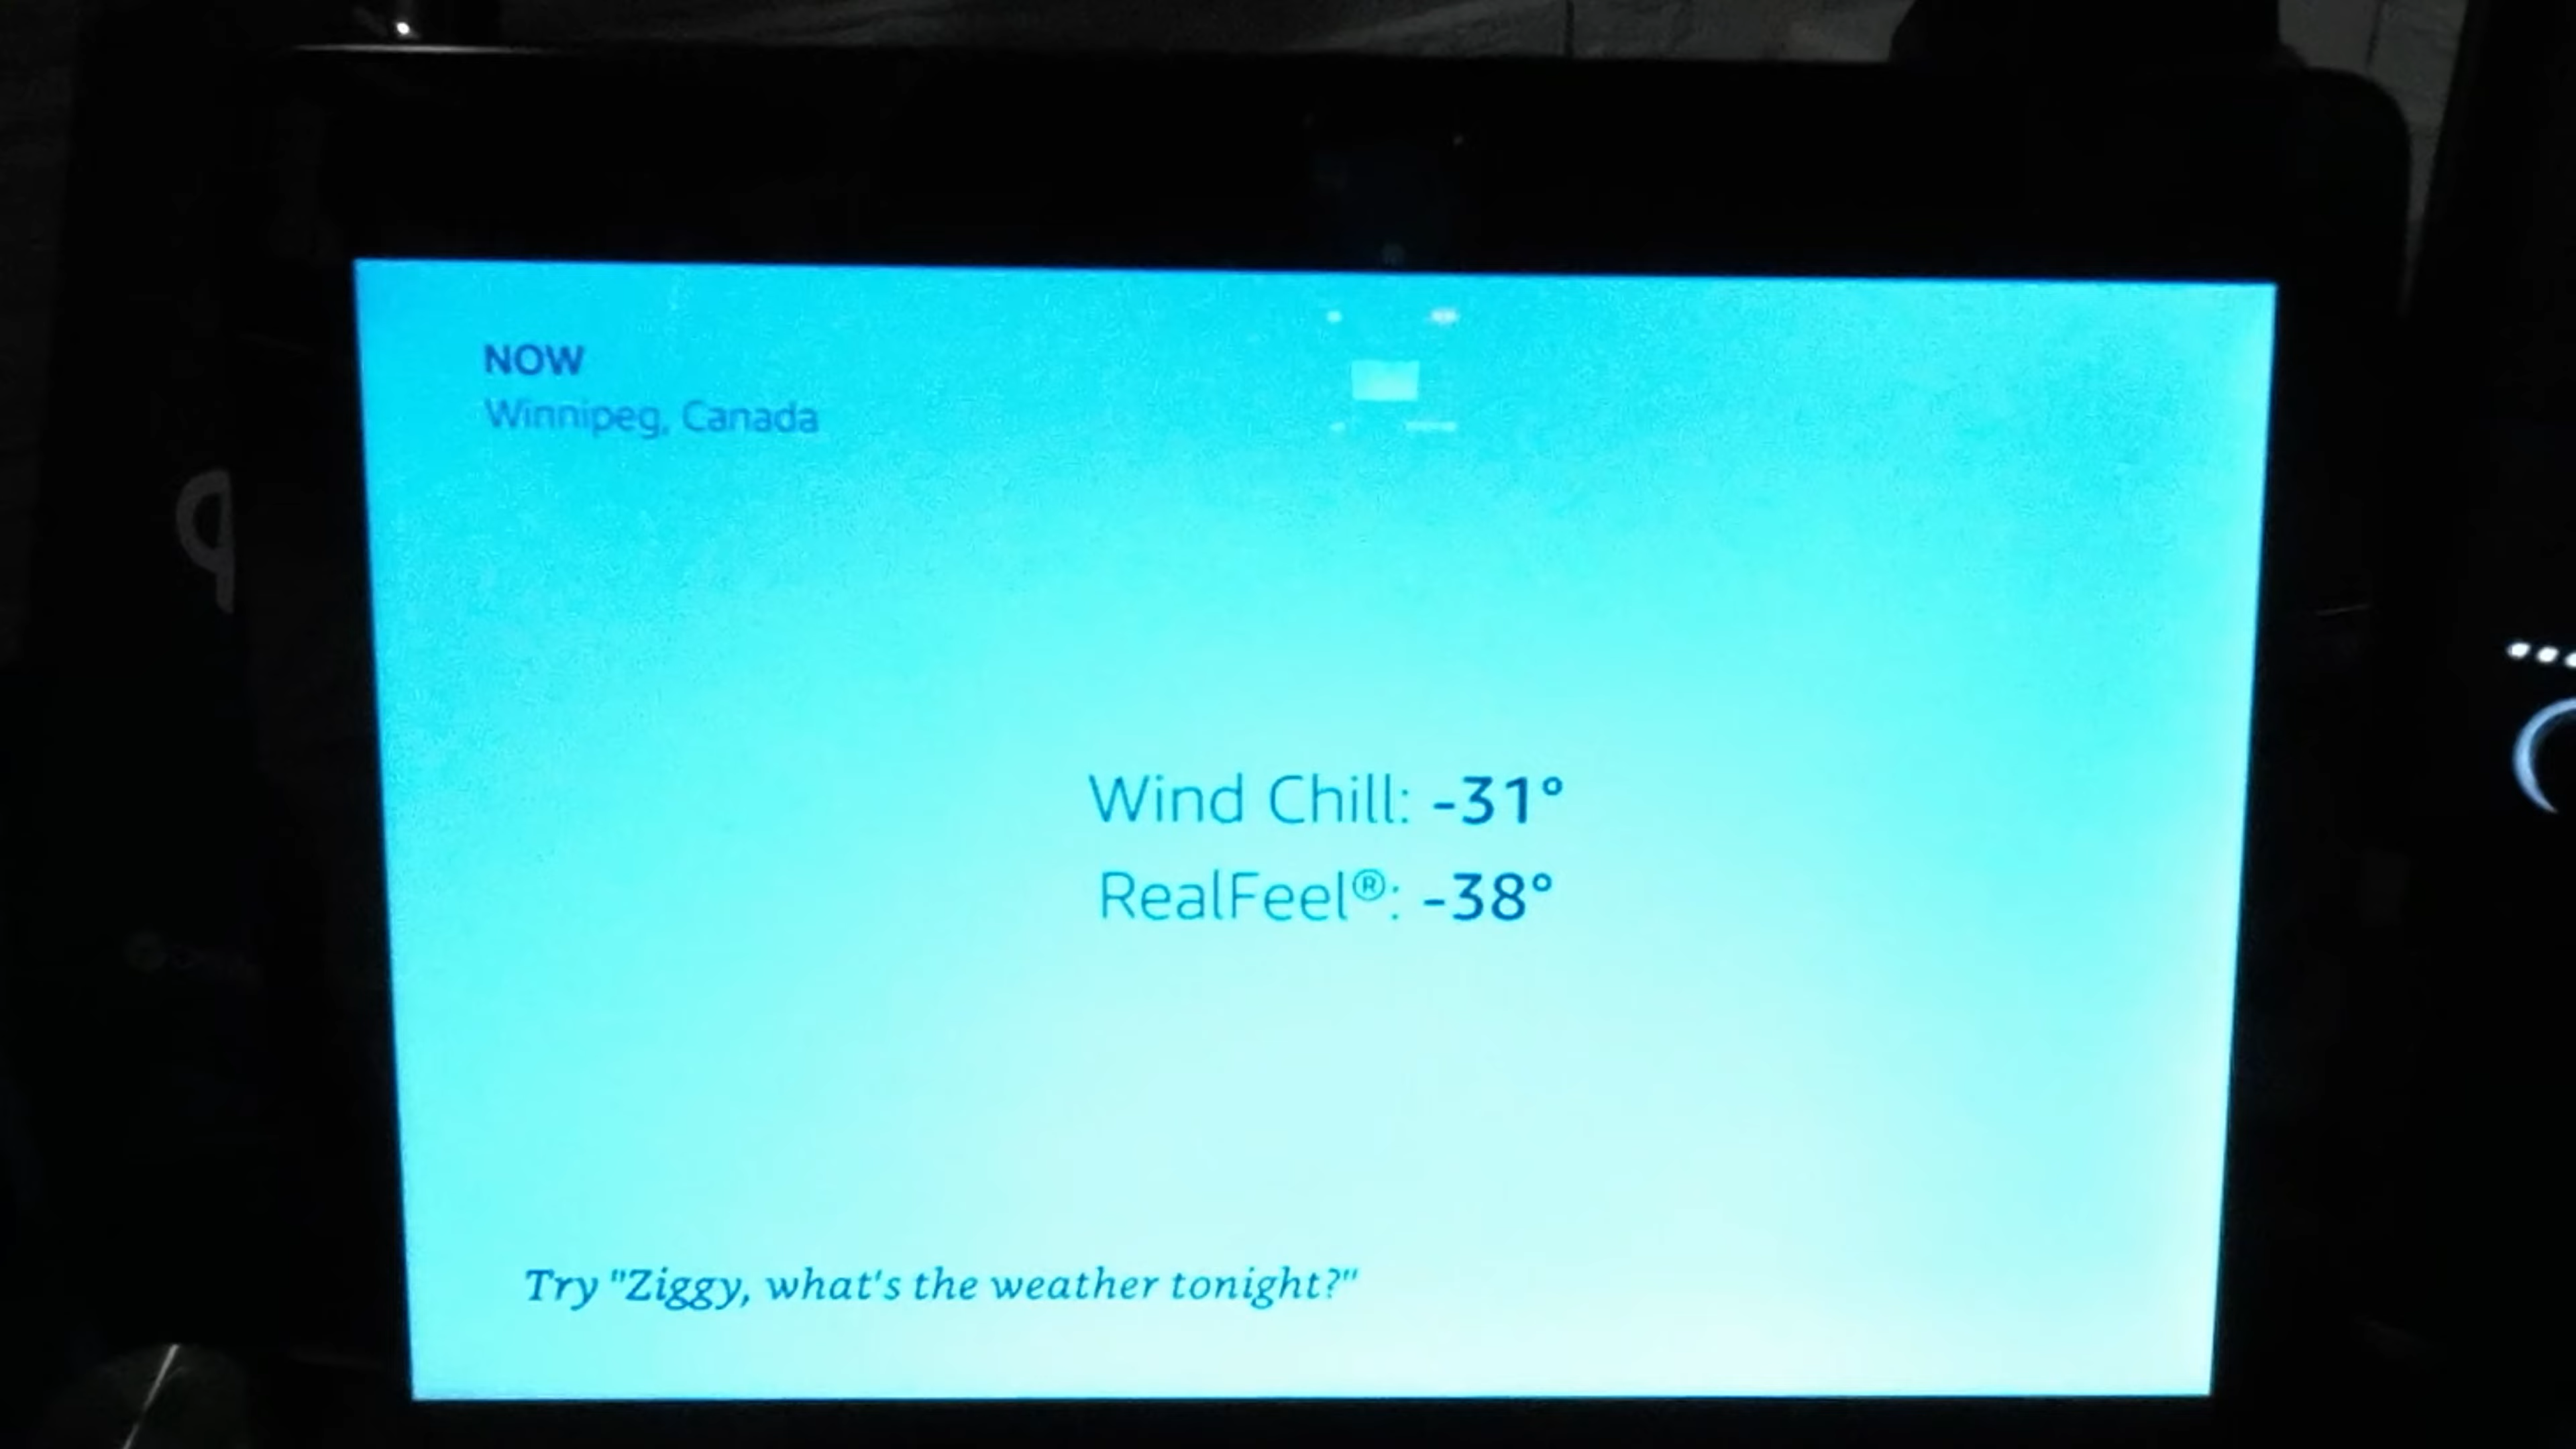 NOW
Winnipeg, Canada
Wind Chill: -31°
RealFeel®: -38°
Try "Ziggy, what's the weather tonight?"